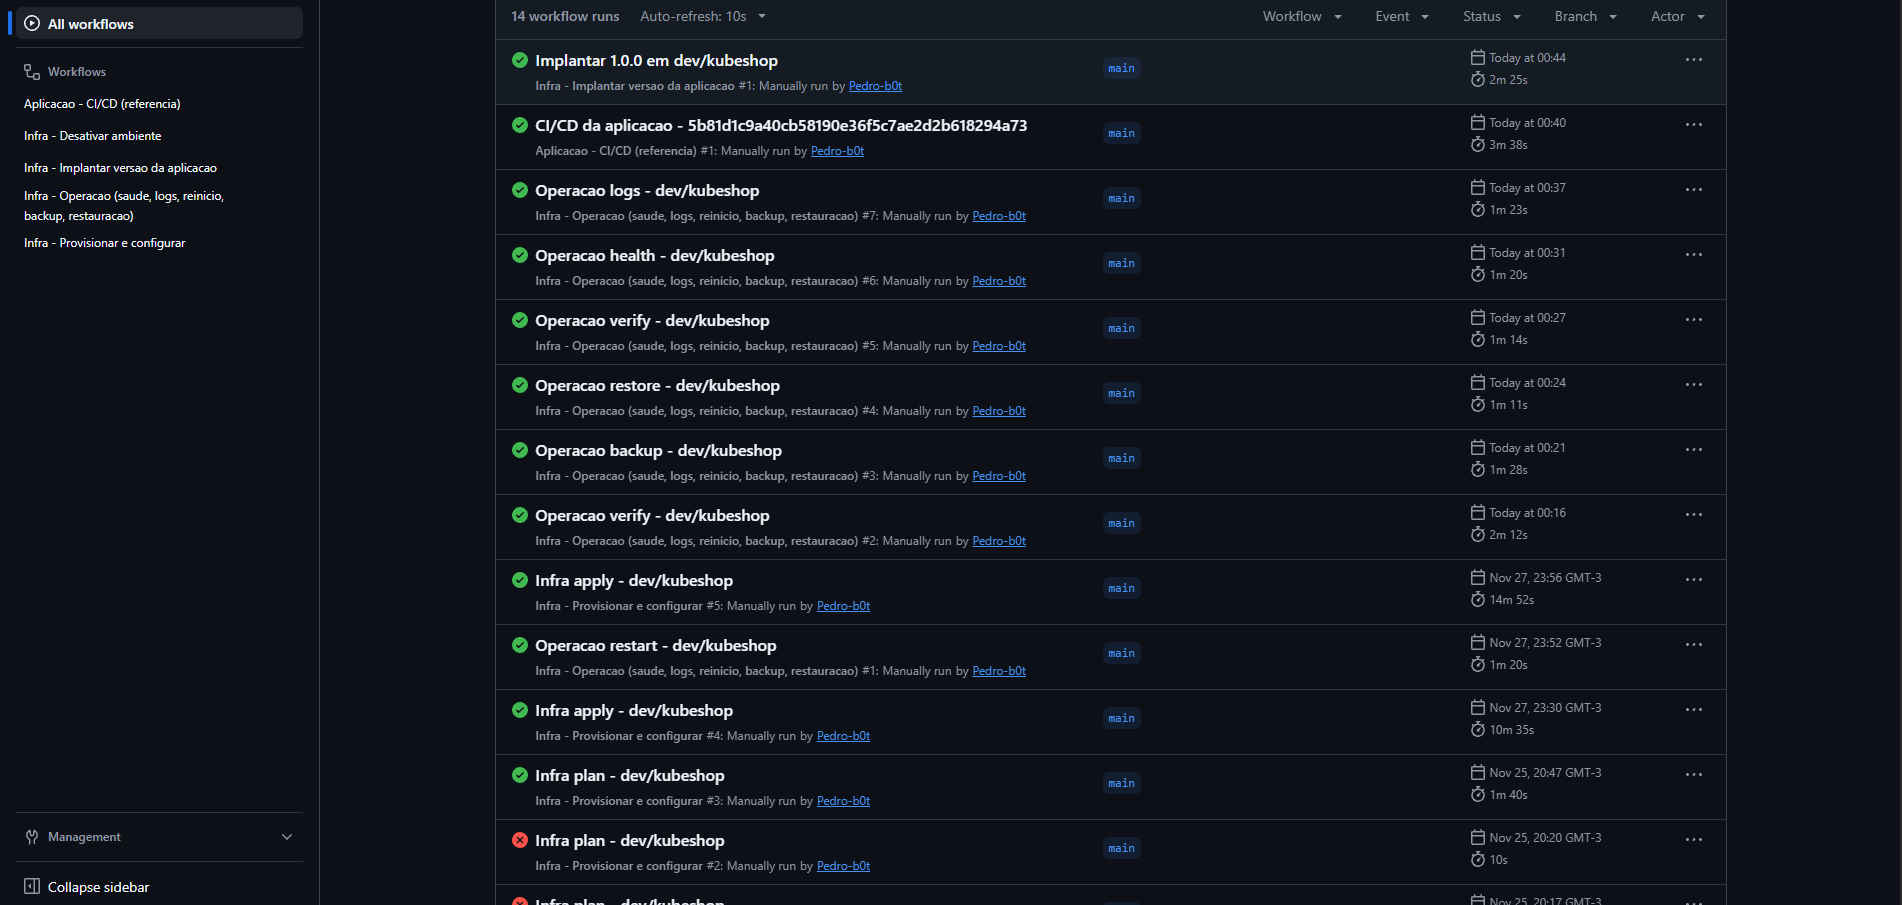 All workflows
Workflows
Aplicacao - CI/CD (referencia)
Infra - Desativar ambiente
Infra - Implantar versao da aplicacao
Infra - Operacao (saude, logs, reinicio,
backup, restauracao)
Infra - Provisionar e configurar
Management
Collapse sidebar
14 workflow runs Auto-refresh: 10s Workflow Event Status Branch Actor
Implantar 1.0.0 em dev/kubeshop main Today at 00:44
Infra - Implantar versao da aplicacao #1: Manually run by Pedro-b0t 2m 25s
CI/CD da aplicacao - 5b81d1c9a40cb58190e36f5c7ae2d2b618294a73 main Today at 00:40
Aplicacao - CI/CD (referencia) #1: Manually run by Pedro-b0t 3m 38s
Operacao logs - dev/kubeshop main Today at 00:37
Infra - Operacao (saude, logs, reinicio, backup, restauracao) #7: Manually run by Pedro-b0t 1m 23s
Operacao health - dev/kubeshop main Today at 00:31
Infra - Operacao (saude, logs, reinicio, backup, restauracao) #6: Manually run by Pedro-b0t 1m 20s
Operacao verify - dev/kubeshop main Today at 00:27
Infra - Operacao (saude, logs, reinicio, backup, restauracao) #5: Manually run by Pedro-b0t 1m 14s
Operacao restore - dev/kubeshop main Today at 00:24
Infra - Operacao (saude, logs, reinicio, backup, restauracao) #4: Manually run by Pedro-b0t 1m 11s
Operacao backup - dev/kubeshop main Today at 00:21
Infra - Operacao (saude, logs, reinicio, backup, restauracao) #3: Manually run by Pedro-b0t 1m 28s
Operacao verify - dev/kubeshop main Today at 00:16
Infra - Operacao (saude, logs, reinicio, backup, restauracao) #2: Manually run by Pedro-b0t 2m 12s
Infra apply - dev/kubeshop main Nov 27, 23:56 GMT-3
Infra - Provisionar e configurar #5: Manually run by Pedro-b0t 14m 52s
Operacao restart - dev/kubeshop main Nov 27, 23:52 GMT-3
Infra - Operacao (saude, logs, reinicio, backup, restauracao) #1: Manually run by Pedro-b0t 1m 20s
Infra apply - dev/kubeshop main Nov 27, 23:30 GMT-3
Infra - Provisionar e configurar #4: Manually run by Pedro-b0t 10m 35s
Infra plan - dev/kubeshop main Nov 25, 20:47 GMT-3
Infra - Provisionar e configurar #3: Manually run by Pedro-b0t 1m 40s
Infra plan - dev/kubeshop main Nov 25, 20:20 GMT-3
Infra - Provisionar e configurar #2: Manually run by Pedro-b0t 10s
Infra plan - dev/kubeshop Nov 25, 20:17 GMT-3